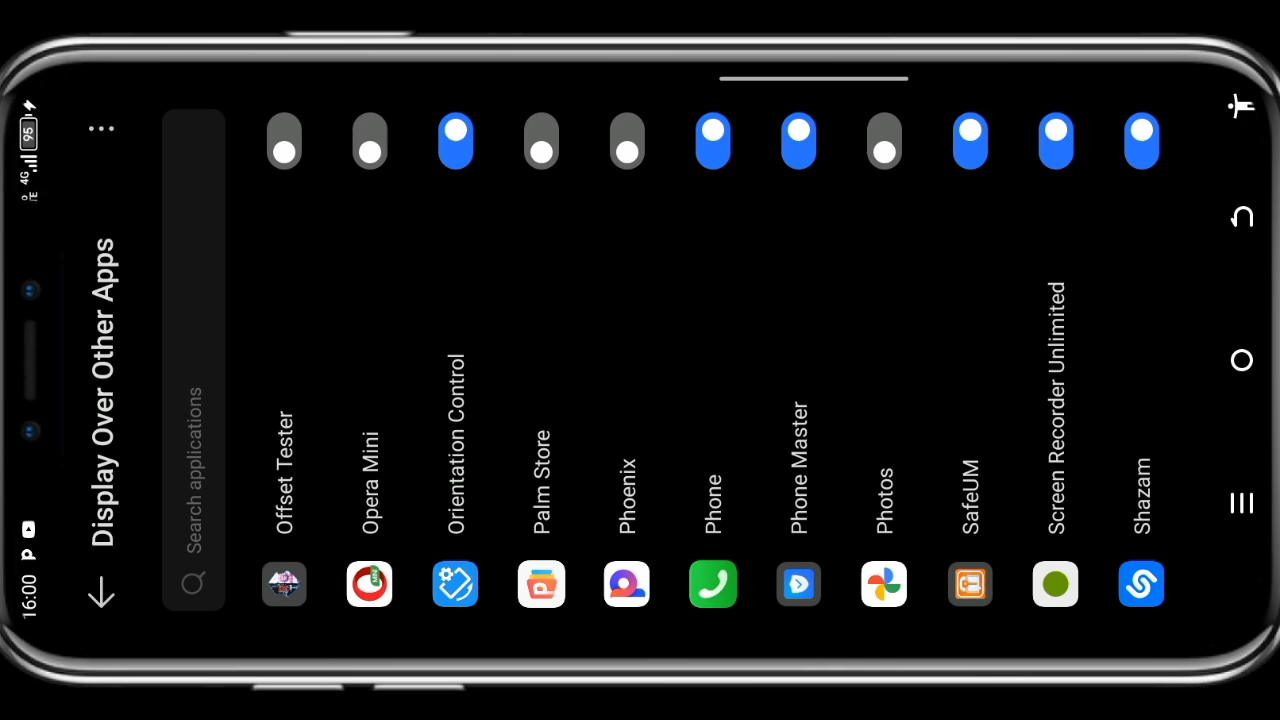 16:00
4G
95
Display Over Other Apps
Search applications
Offset Tester
Opera Mini
Orientation Control
Palm Store
Phoenix
Phone
Phone Master
Photos
SafeUM
Screen Recorder Unlimited
Shazam